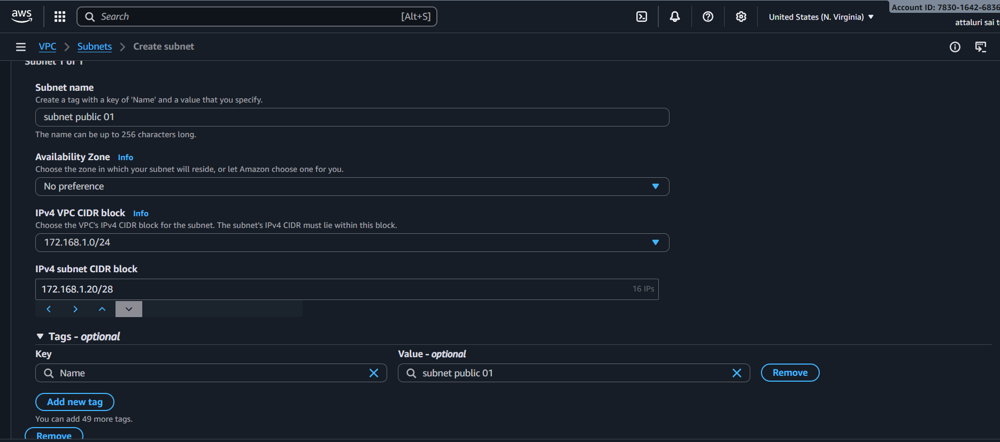 aws
Search [Alt+S]
United States (N. Virginia)
Account ID: 7830-1642-6836
attaluri sai t
VPC Subnets Create subnet
Subnet 1 of 1
Subnet name
Create a tag with a key of 'Name' and a value that you specify.
subnet public 01
The name can be up to 256 characters long.
Availability Zone Info
Choose the zone in which your subnet will reside, or let Amazon choose one for you.
No preference
IPv4 VPC CIDR block Info
Choose the VPC's IPv4 CIDR block for the subnet. The subnet's IPv4 CIDR must lie within this block.
172.168.1.0/24
IPv4 subnet CIDR block
172.168.1.20/28 16 IPs
Tags - optional
Key Value - optional
Name subnet public 01 Remove
Add new tag
You can add 49 more tags.
Remove